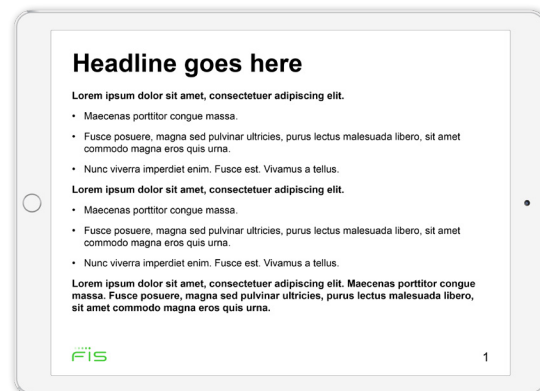 Headline goes here
Lorem ipsum dolor sit amet, consectetuer adipiscing elit.
• Maecenas porttitor congue massa.
• Fusce posuere, magna sed pulvinar ultricies, purus lectus malesuada libero, sit amet
commodo magna eros quis urna.
• Nunc viverra imperdiet enim. Fusce est. Vivamus a tellus.
Lorem ipsum dolor sit amet, consectetuer adipiscing elit.
• Maecenas porttitor congue massa.
• Fusce posuere, magna sed pulvinar ultricies, purus lectus malesuada libero, sit amet
commodo magna eros quis urna.
• Nunc viverra imperdiet enim. Fusce est. Vivamus a tellus.
Lorem ipsum dolor sit amet, consectetuer adipiscing elit. Maecenas porttitor congue
massa. Fusce posuere, magna sed pulvinar ultricies, purus lectus malesuada libero,
sit amet commodo magna eros quis urna.
FIS
1